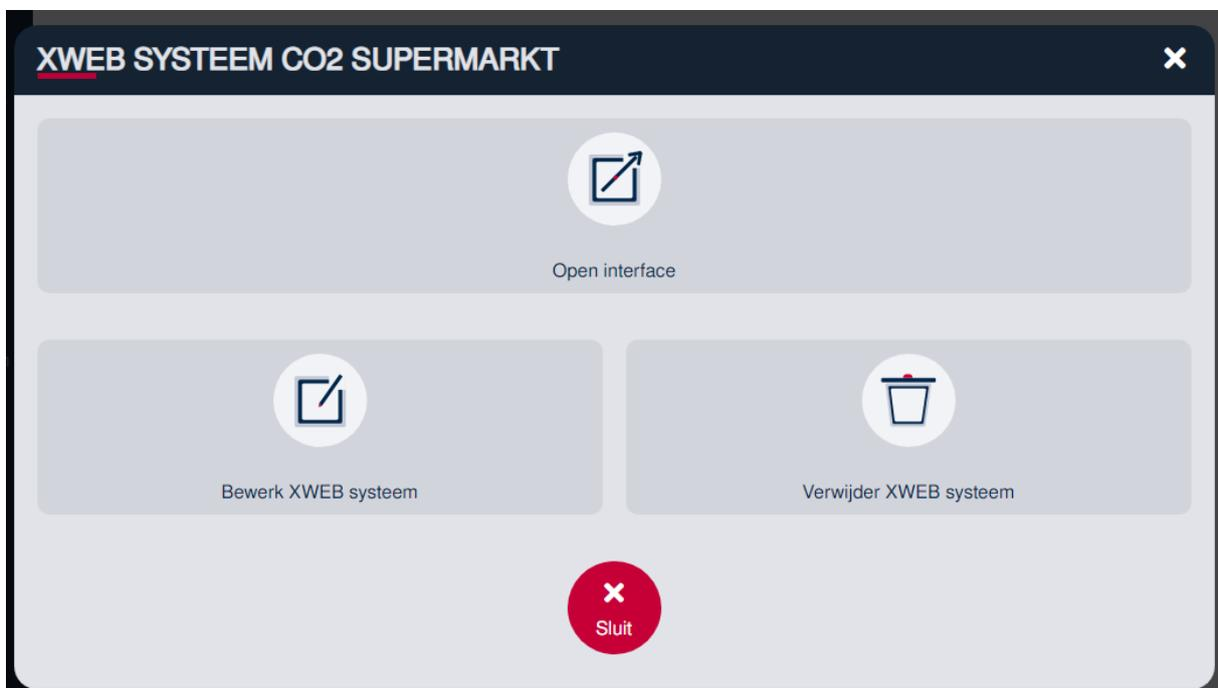 XWEB SYSTEEM CO2 SUPERMARKT
Open interface
Bewerk XWEB systeem
Verwijder XWEB systeem
Sluit